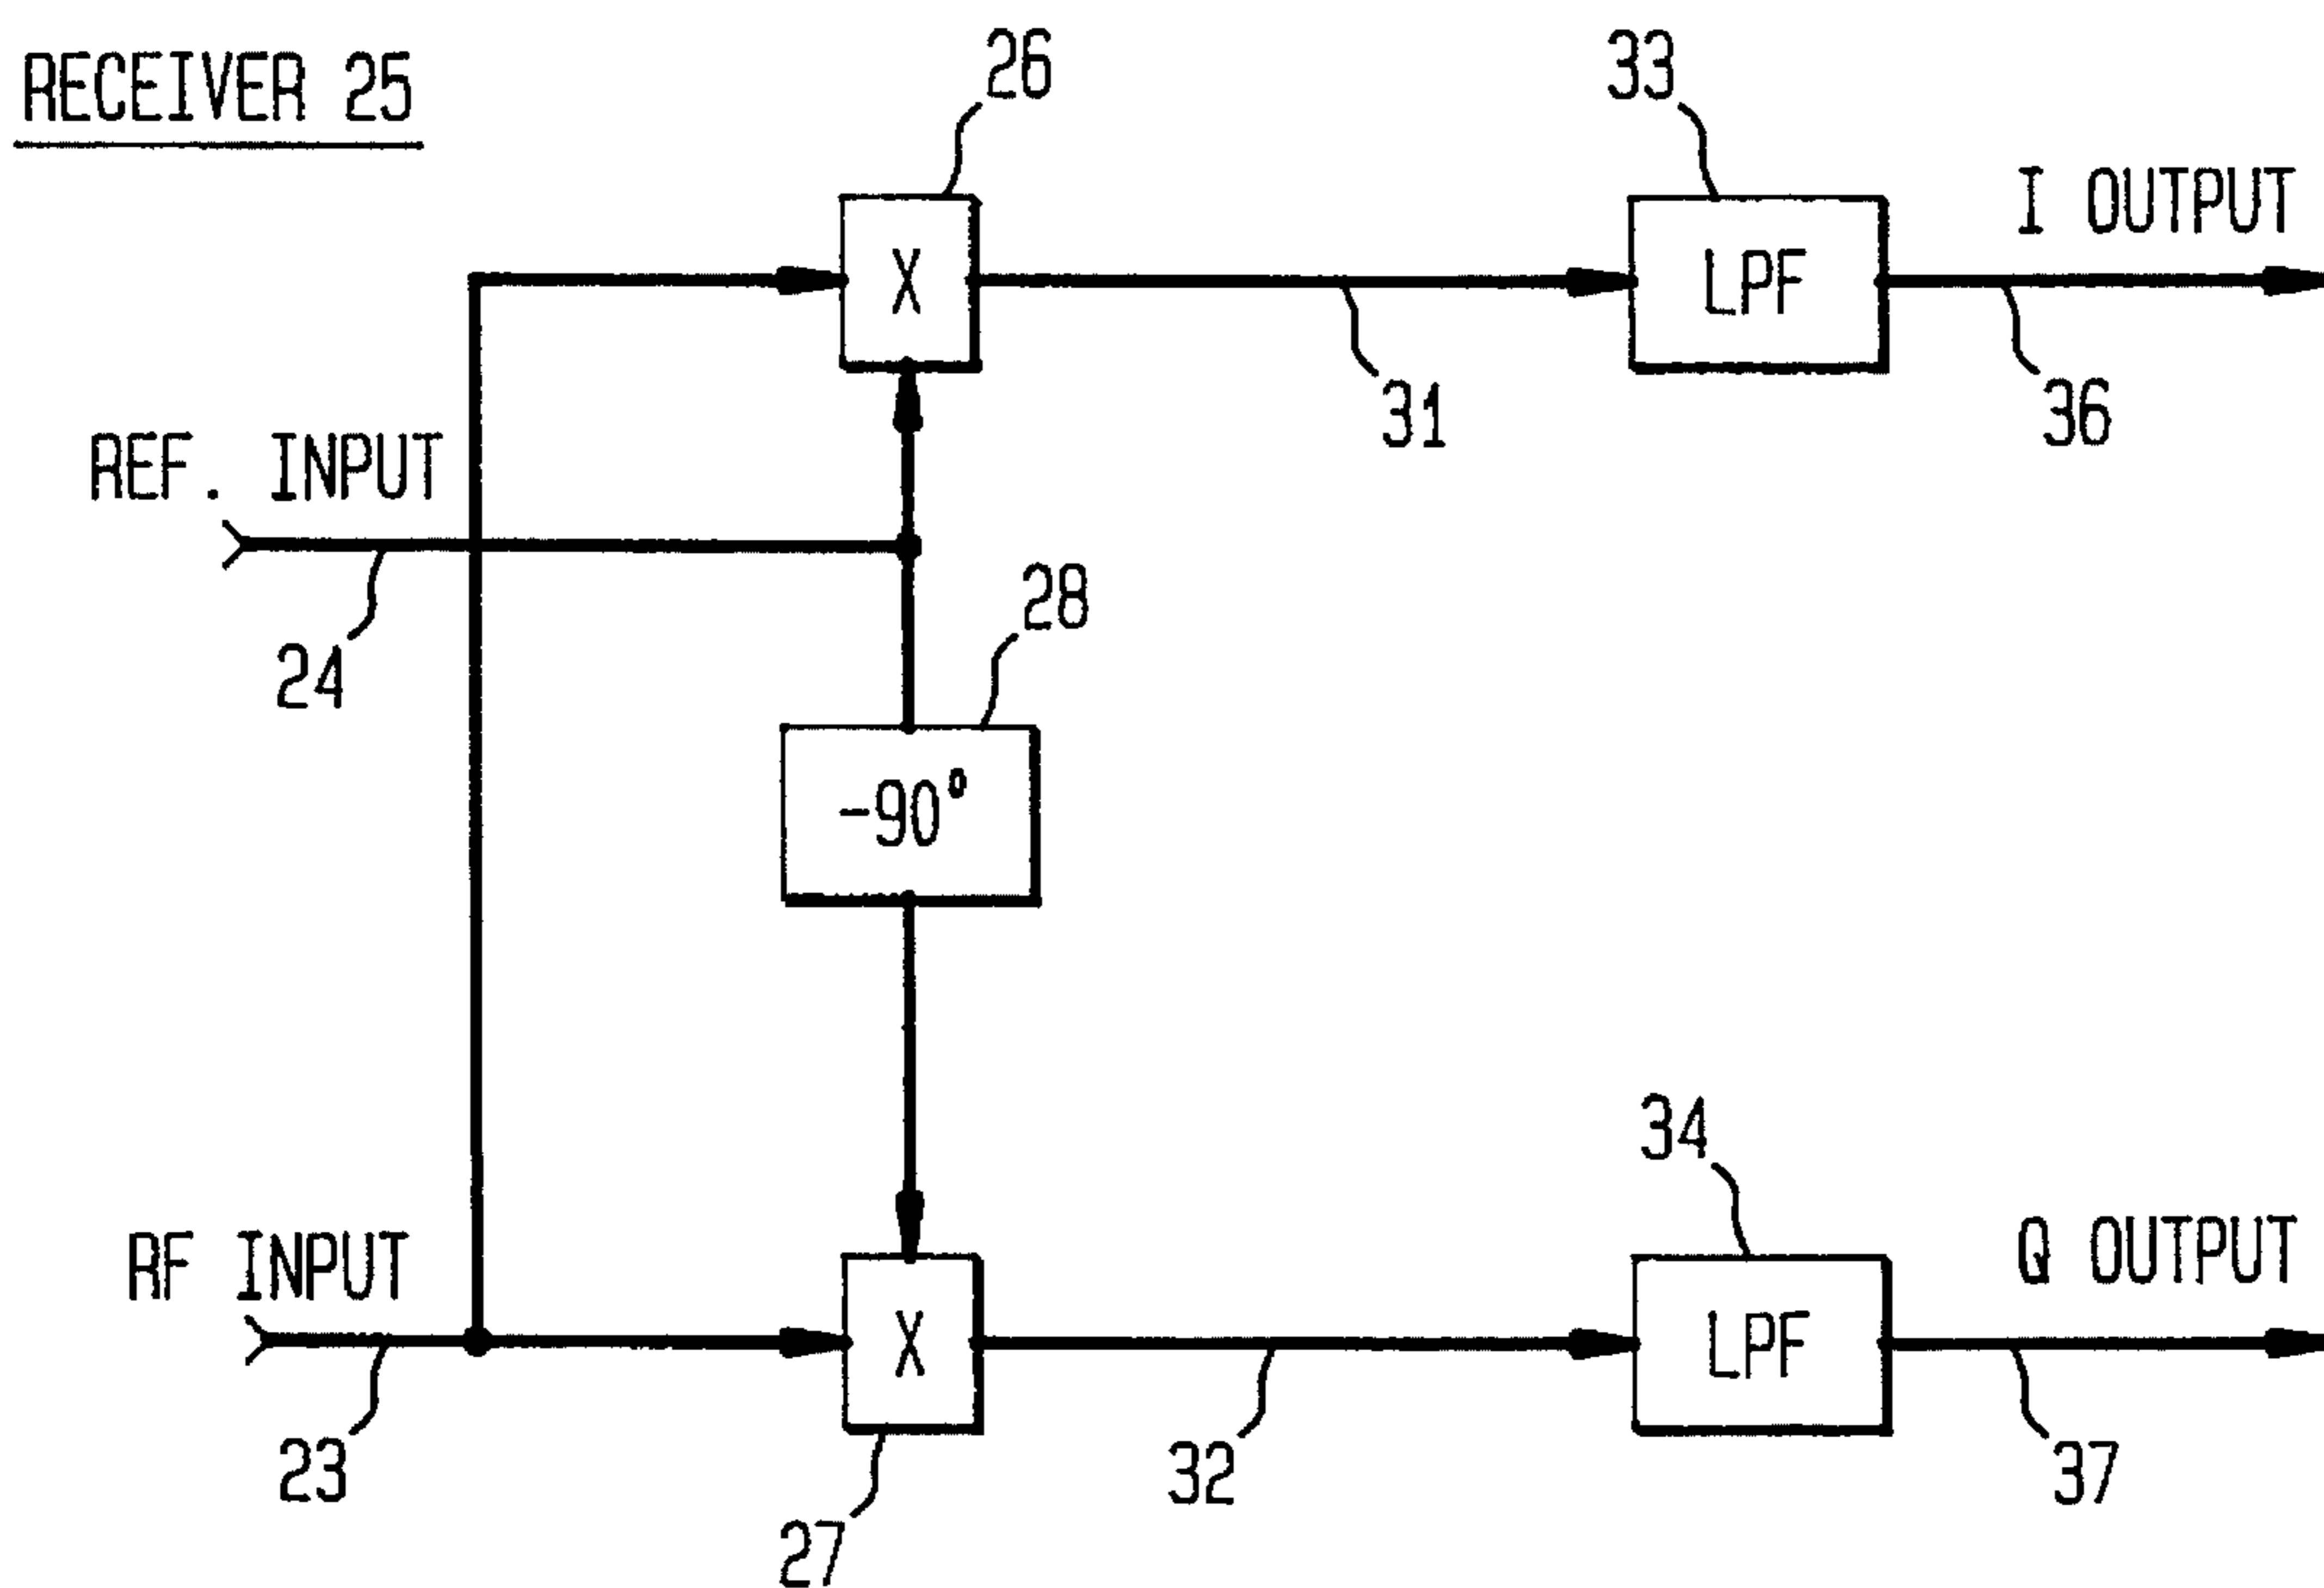 RECEIVER 25
26
33
I OUTPUT
X
LPF
31
36
REF. INPUT
24
28
-90°
34
RF INPUT
Q OUTPUT
X
LPF
23
32
37
27